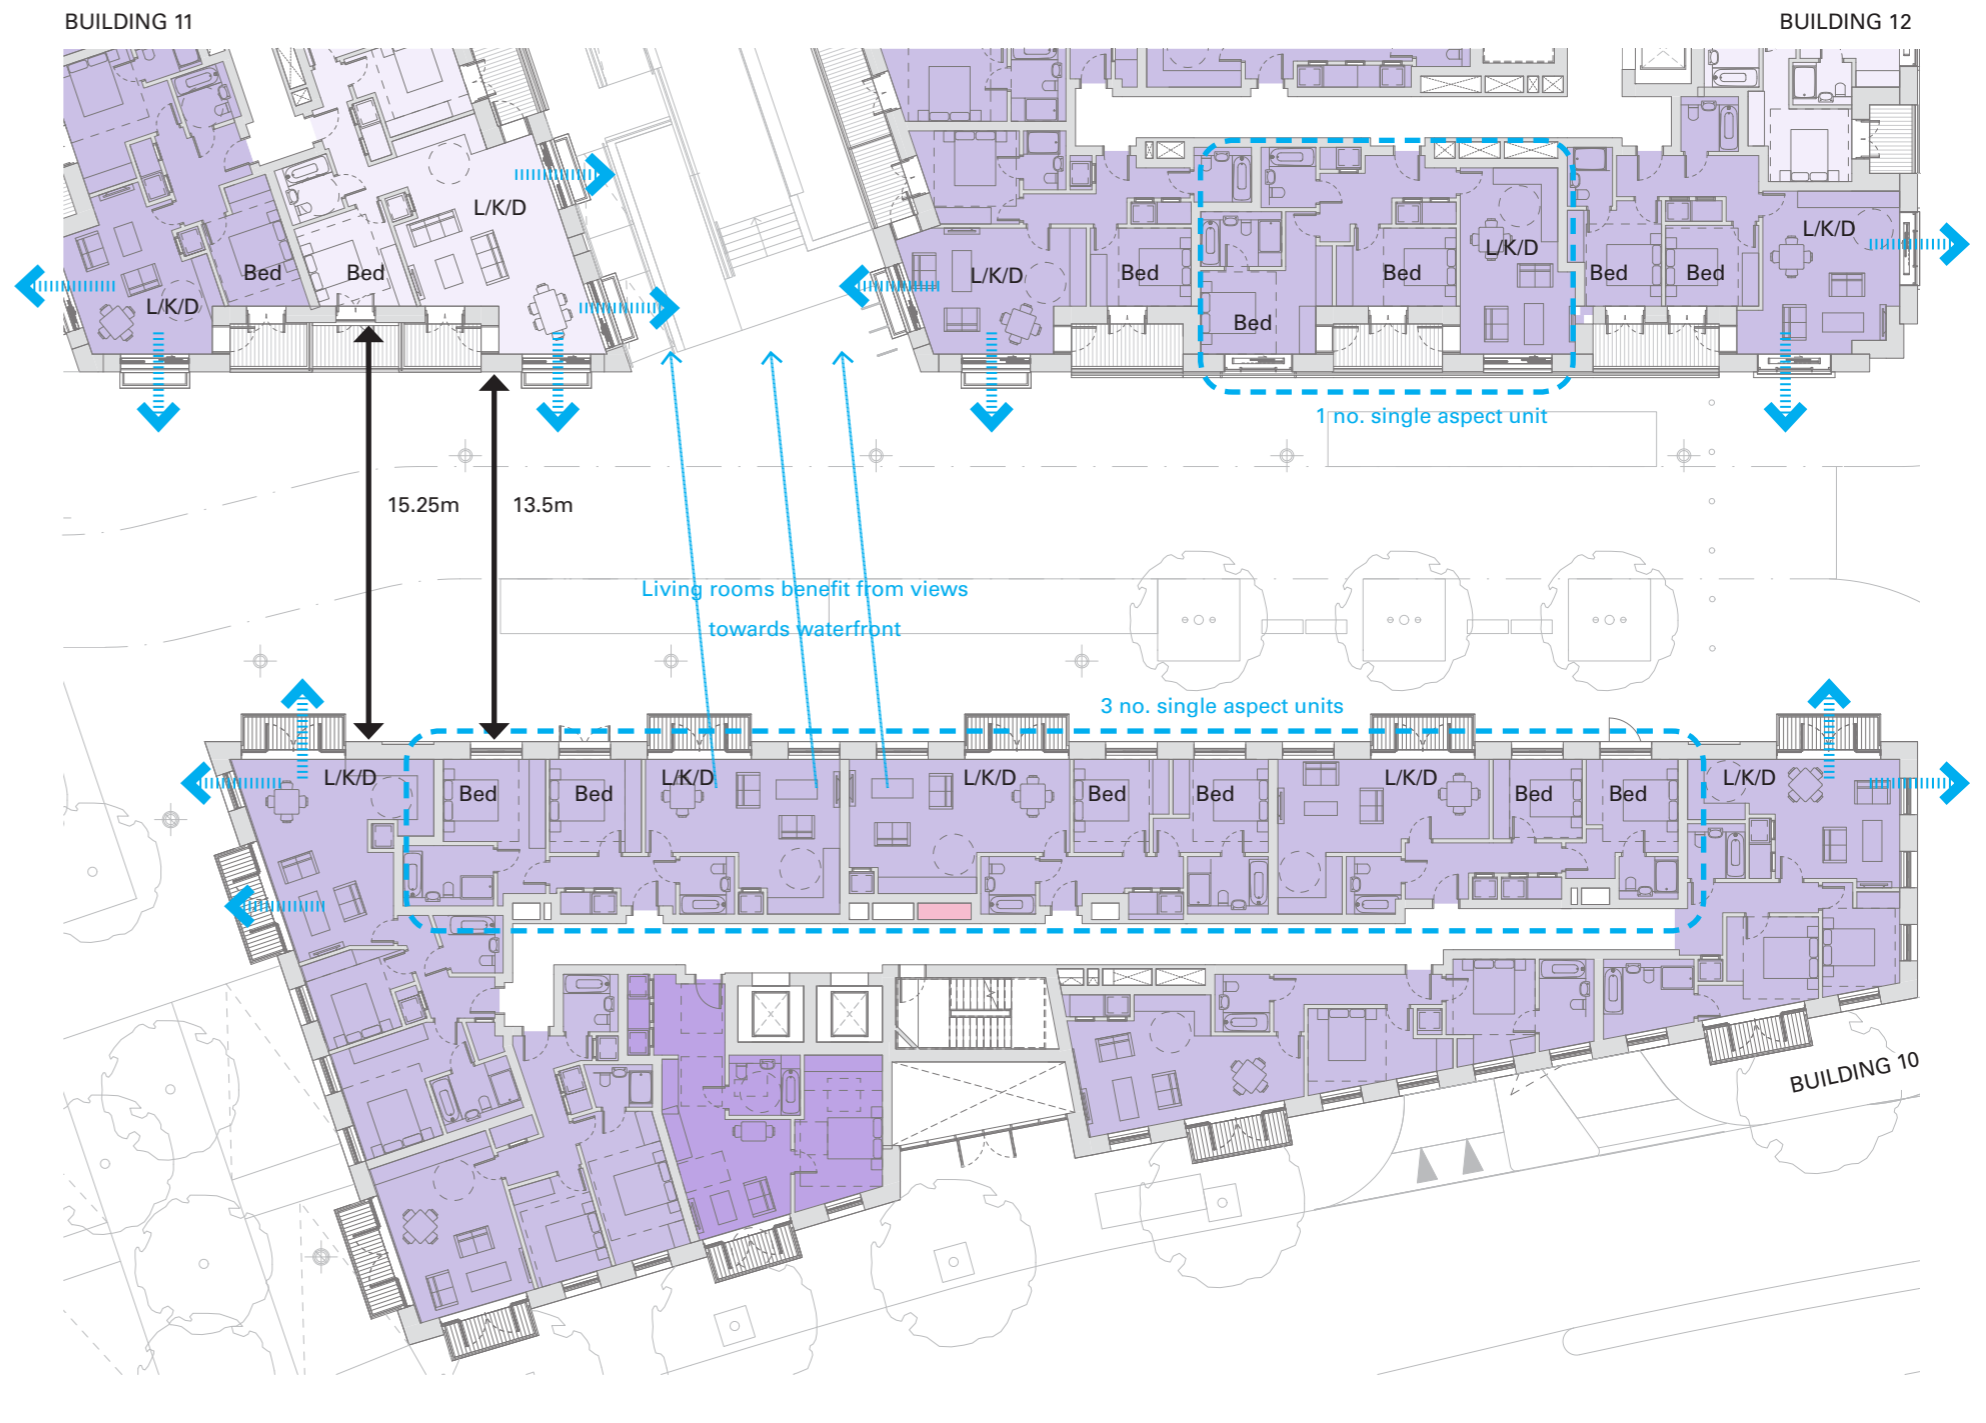 BUILDING 11
BUILDING 12
L/K/D
L/K/D
Bed
Bed
L/K/D
L/K/D
Bed
Bed
Bed
L/K/D
Bed
Bed
L/K/D
1 no. single aspect unit
15.25m
13.5m
Living rooms benefit from views
towards waterfront
3 no. single aspect units
L/K/D
Bed
Bed
L/K/D
L/K/D
Bed
Bed
L/K/D
Bed
Bed
L/K/D
BUILDING 10